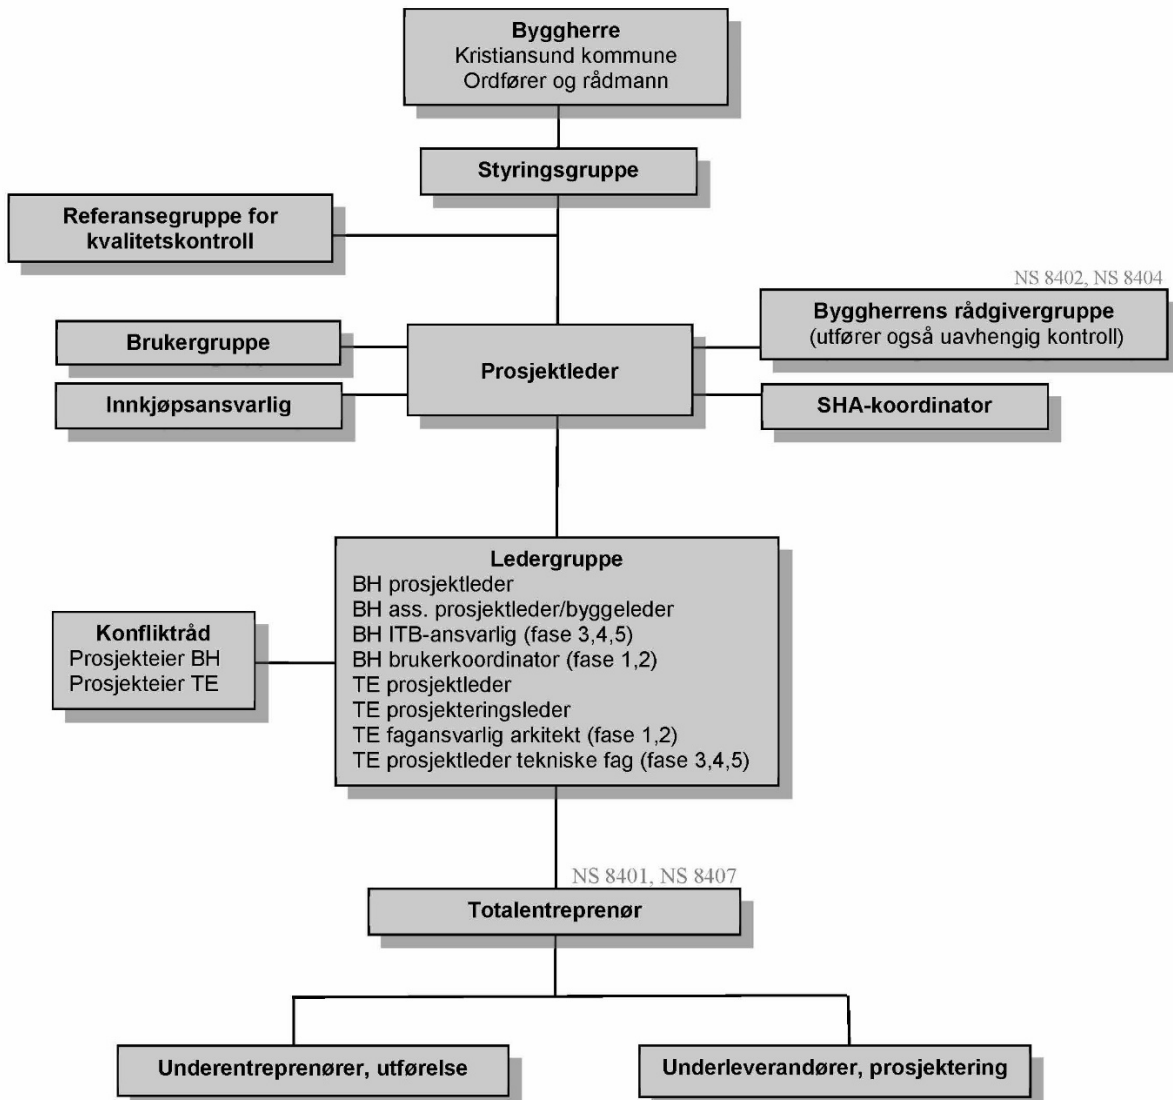 Byggherre
Kristiansund kommune
Ordfører og rådmann
Styringsgruppe
Referansegruppe for
kvalitetskontroll
NS 8402, NS 8404
Byggherrens rådgivergruppe
(utfører også uavhengig kontroll)
Brukergruppe
Prosjektleder
Innkjøpsansvarlig
SHA-koordinator
Ledergruppe
BH prosjektleder
BH ass. prosjektleder/byggeleder
BH ITB-ansvarlig (fase 3,4,5)
BH brukerkoordinator (fase 1,2)
TE prosjektleder
TE prosjekteringsleder
TE fagansvarlig arkitekt (fase 1,2)
TE prosjektleder tekniske fag (fase 3,4,5)
Konfliktråd
Prosjekteier BH
Prosjekteier TE
NS 8401, NS 8407
Totalentreprenør
Underentreprenører, utførelse
Underleverandører, prosjektering